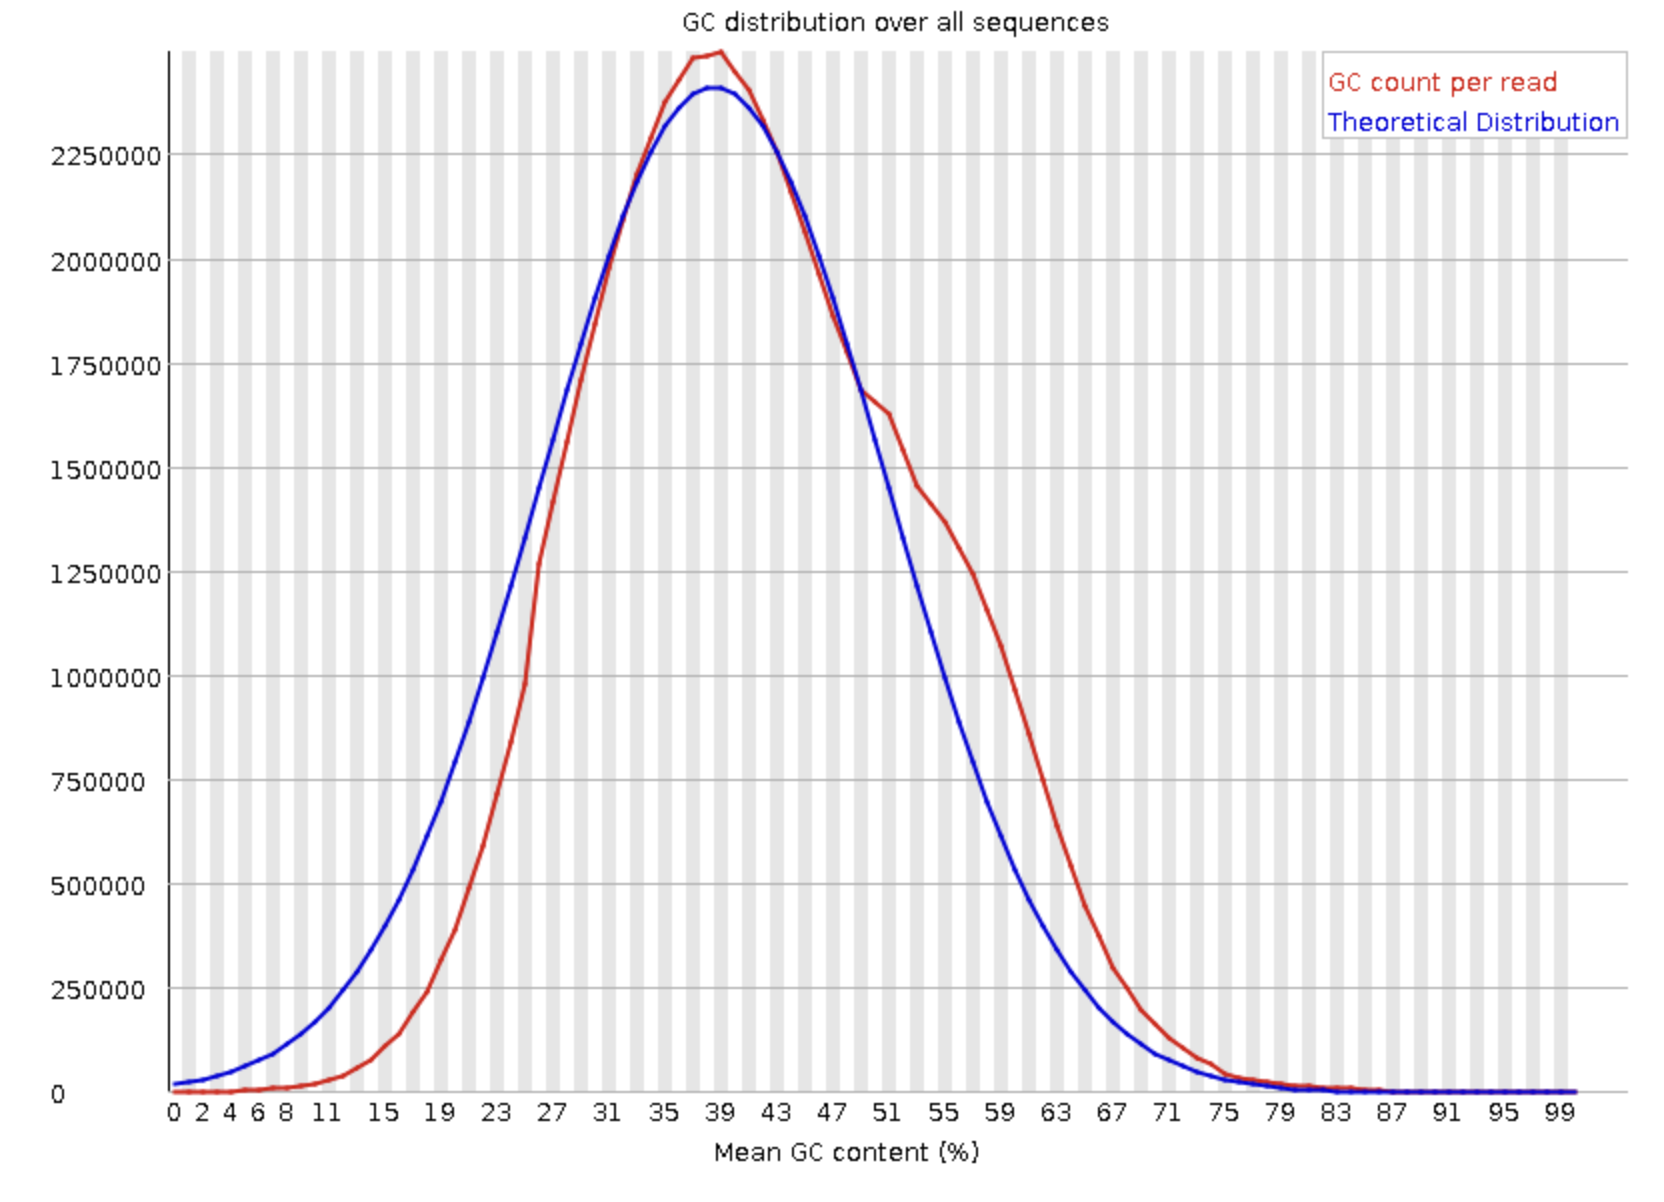 GC distribution over all sequences
GC count per read
Theoretical Distribution
2250000
2000000
1750000
1500000
1250000
1000000
750000
500000
250000
0
0 2 4 6 8 11 15 19 23 27 31 35 39 43 47 51 55 59 63 67 71 75 79 83 87 91 95 99
Mean GC content (%)